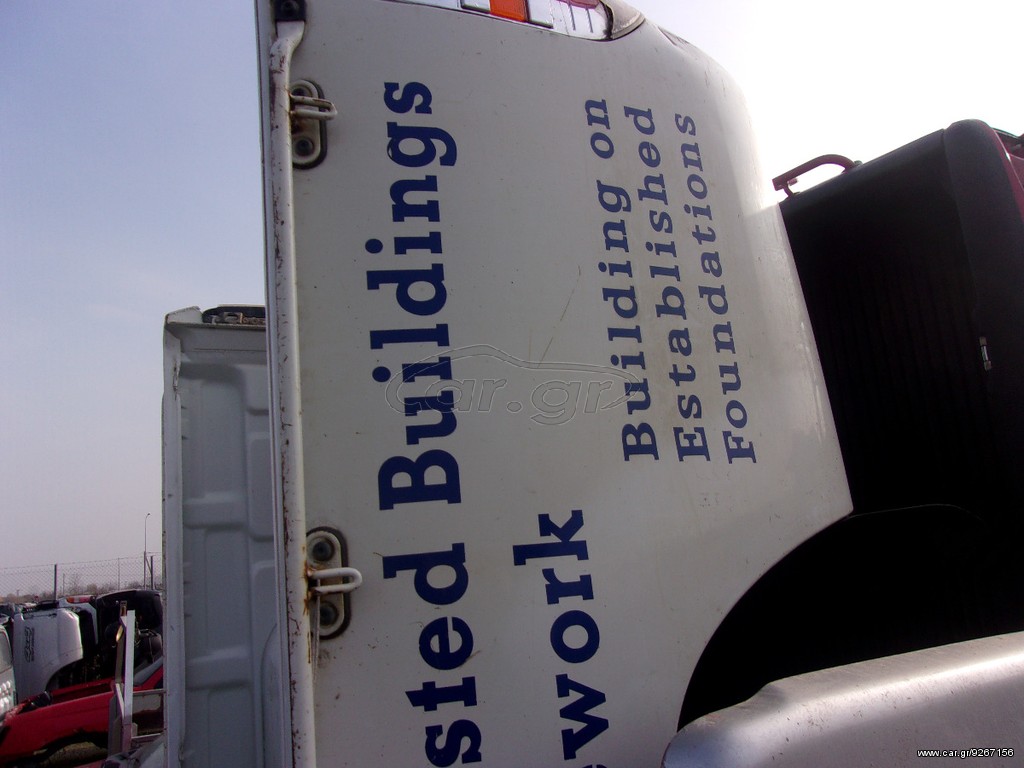 sted Buildings
work
Building on
Established
Foundations
car.gr
www.car.gr/9267156